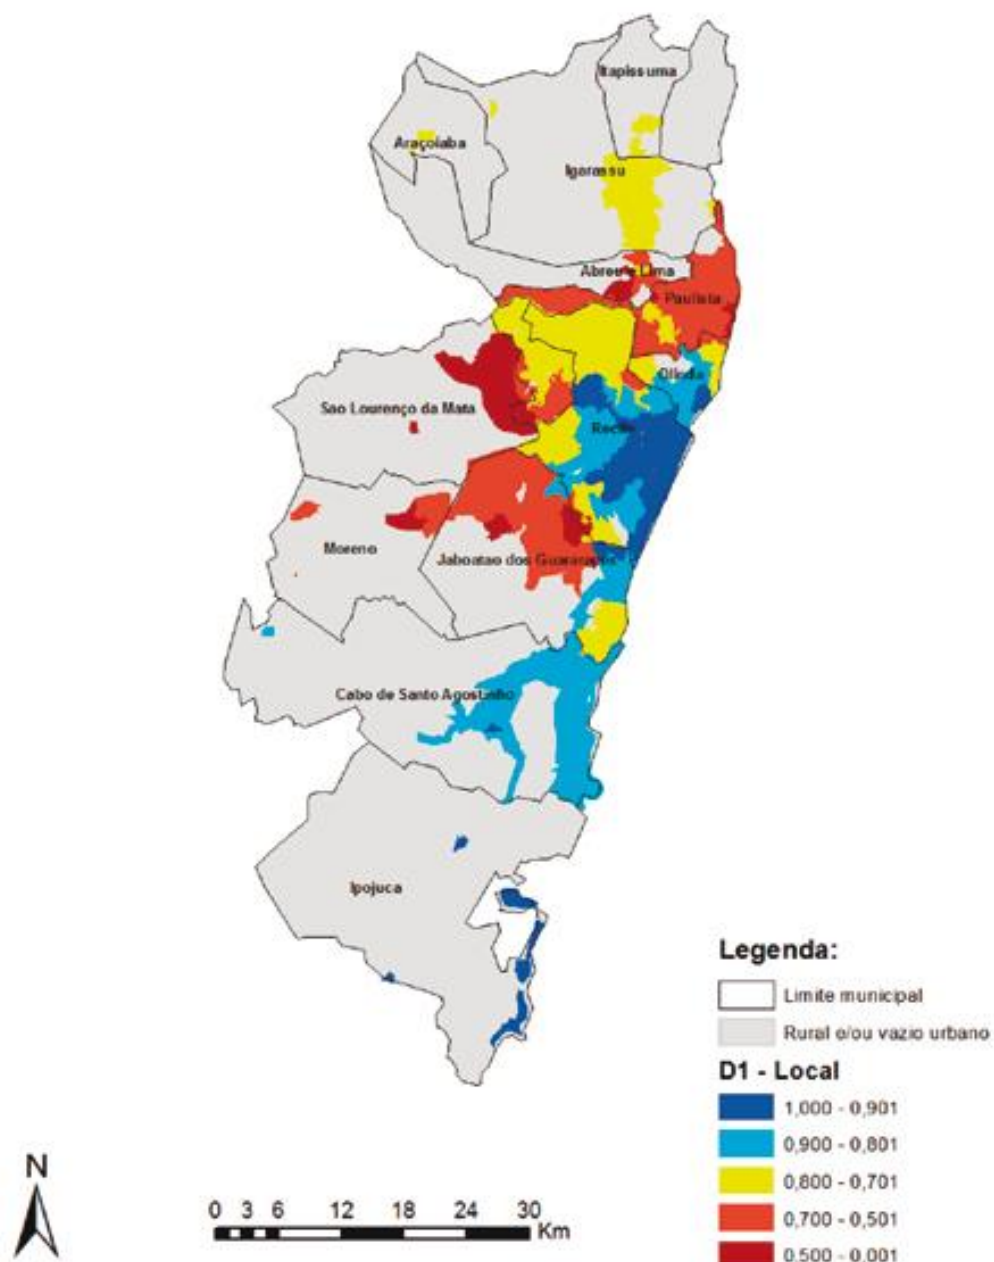 Itapissuma
Araçoiaba
Igarassu
Abreu e Lima
Paulista
Olinda
Sao Lourenço da Mata
Recife
Moreno
Jaboatao dos Guararapes
Cabo de Santo Agostinho
Ipojuca
Legenda:
Limite municipal
Rural e/ou vazio urbano
D1 - Local
1,000 - 0,901
0,900 - 0,801
0,800 - 0,701
0,700 - 0,501
0,500 - 0,001
N
0 3 6 12 18 24 30
Km